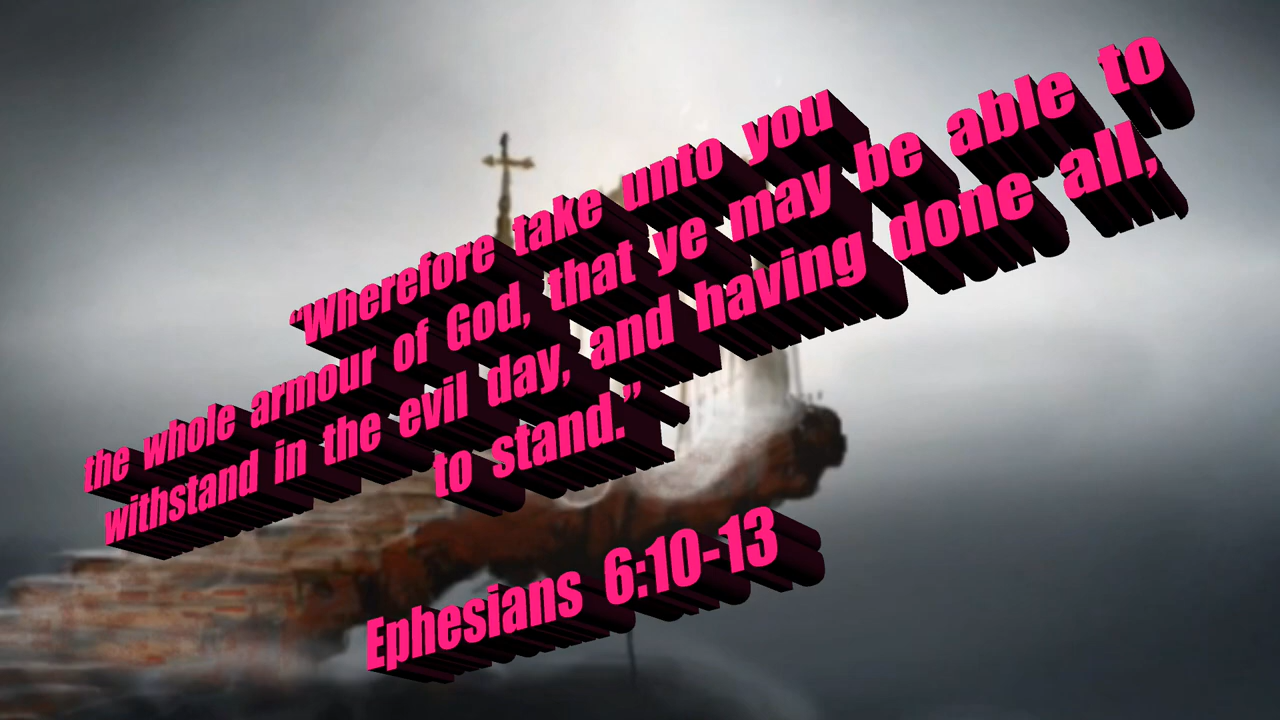 “Wherefore take unto you
the whole armour of God, that ye may be able to
withstand in the evil day, and having done all,
to stand.”
Ephesians 6:10-13